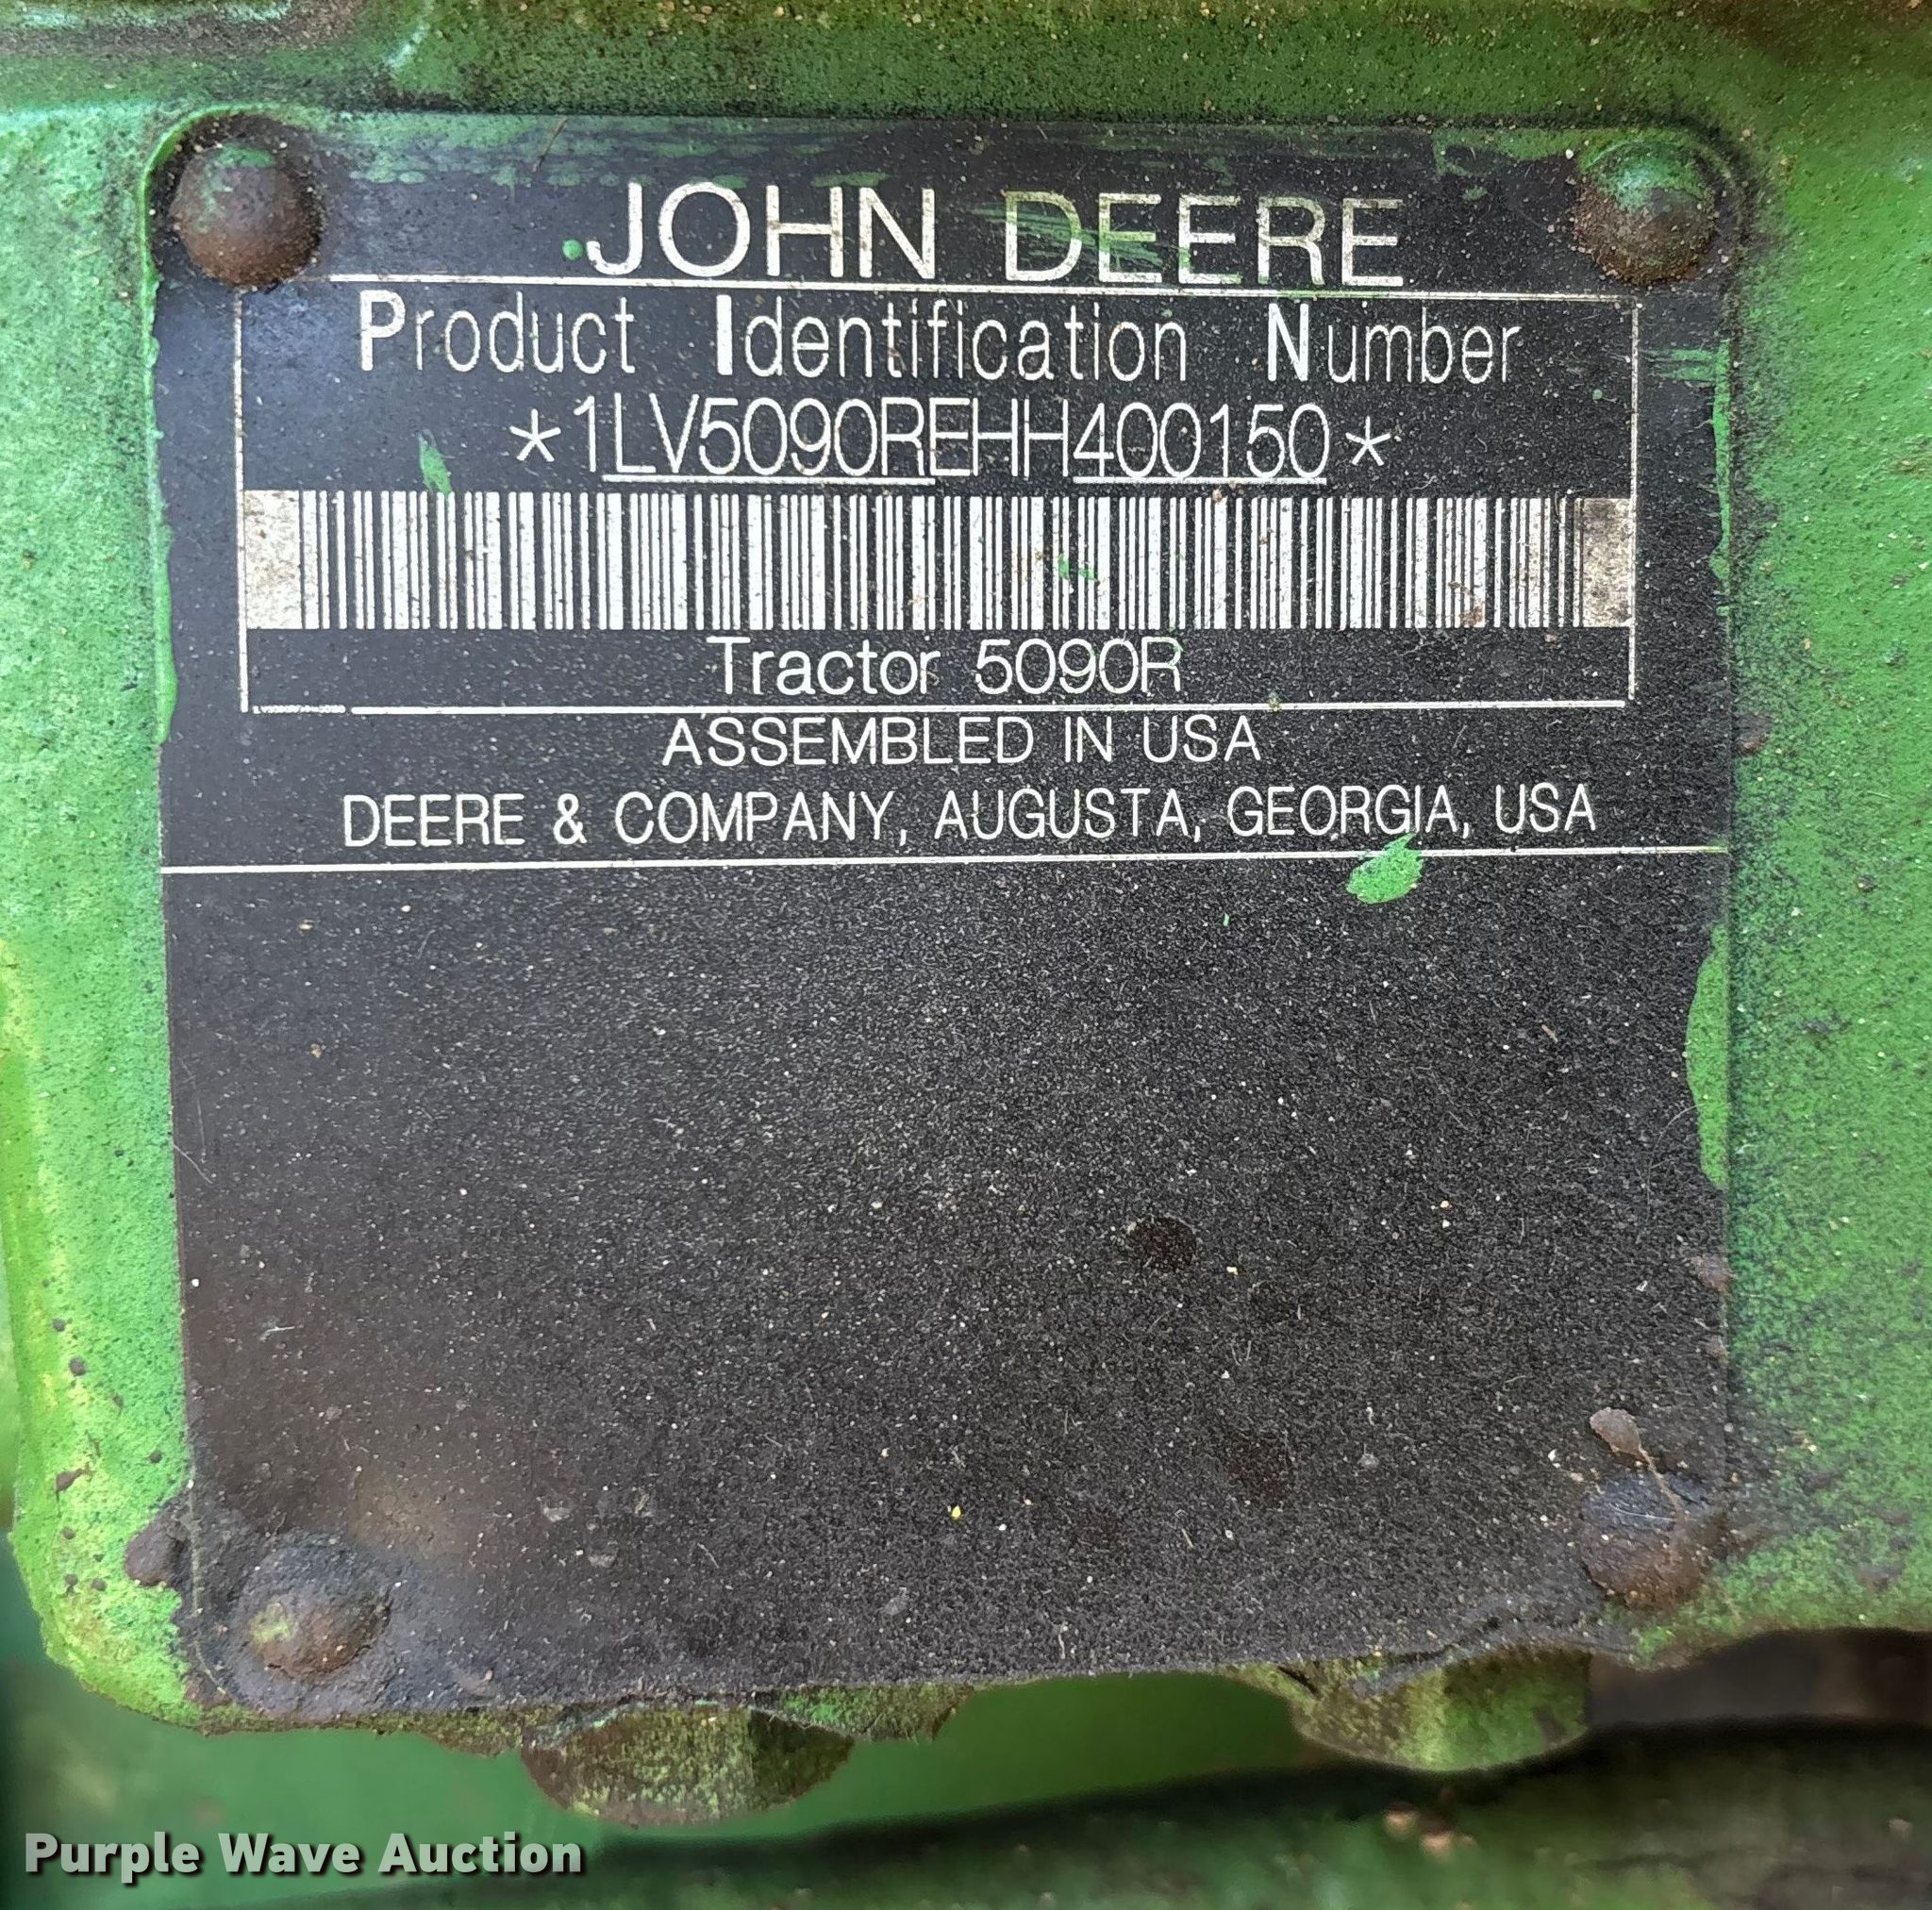 JOHN DEERE
Product Identification Number
*1LV5090REHH400150*
Tractor 5090R
ASSEMBLED IN USA
DEERE & COMPANY, AUGUSTA, GEORGIA, USA
Purple Wave Auction